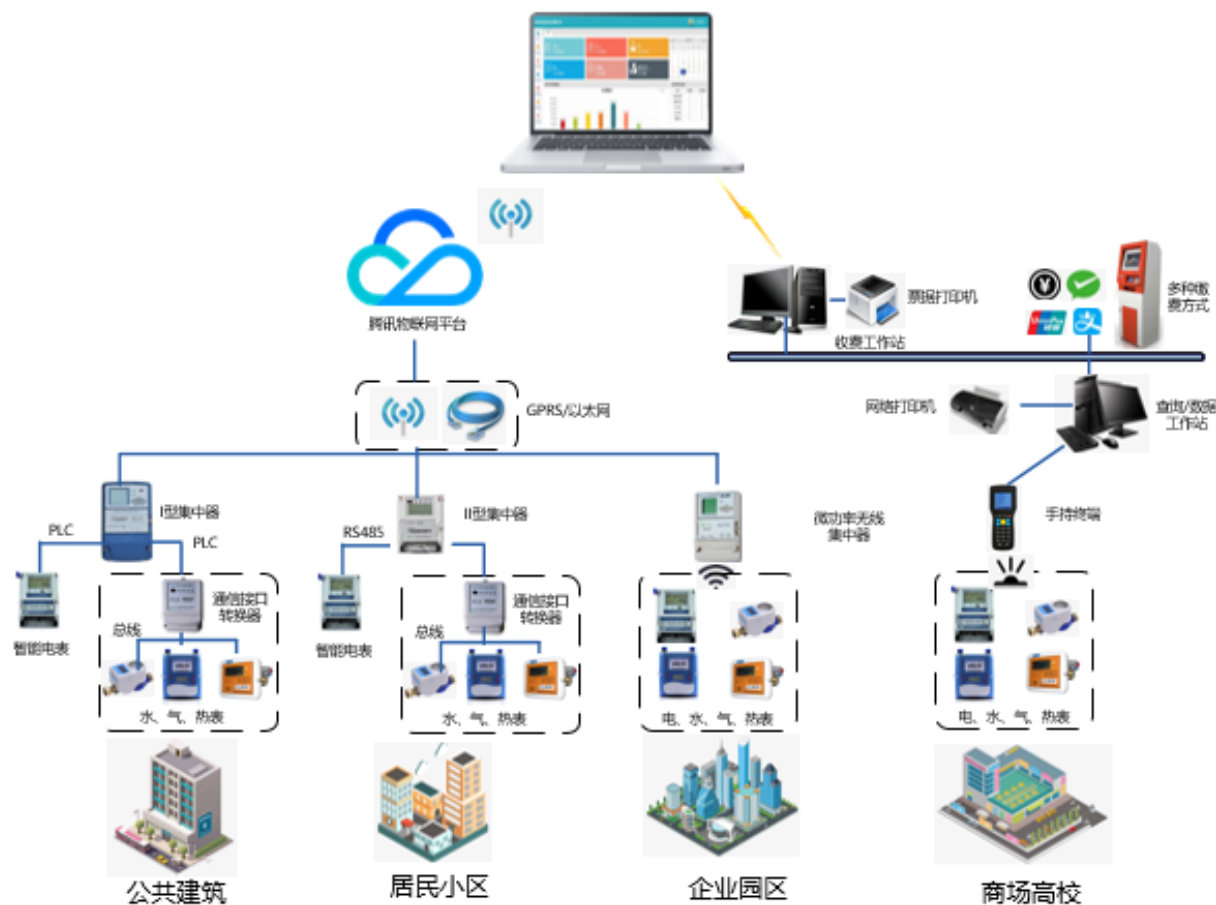 腾讯物联网平台
票据打印机
收费工作站
多种缴
费方式
GPRS/以太网
网络打印机
查询/数据
工作站
I型集中器
PLC
PLC
RS485
II型集中器
微功率无线
集中器
手持终端
智能电表
通信接口
转换器
总线
水、气、热表
智能电表
通信接口
转换器
总线
水、气、热表
电、水、气、热表
电、水、气、热表
公共建筑
居民小区
企业园区
商场高校